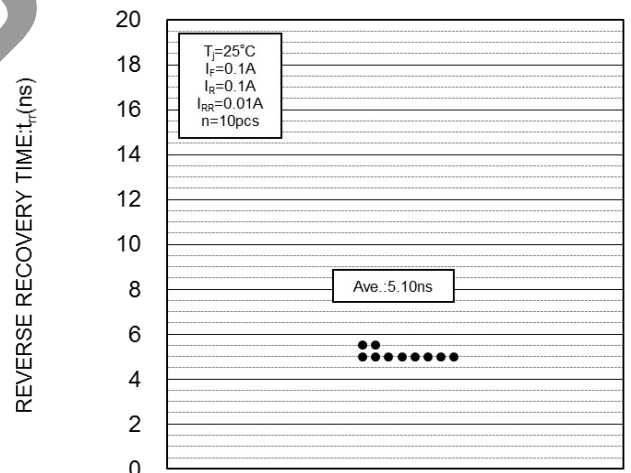 REVERSE RECOVERY TIME:trr(ns)
20
18
16
14
12
10
8
6
4
2
0
Tj=25°C
IF=0.1A
IR=0.1A
IRR=0.01A
n=10pcs
Ave.:5.10ns